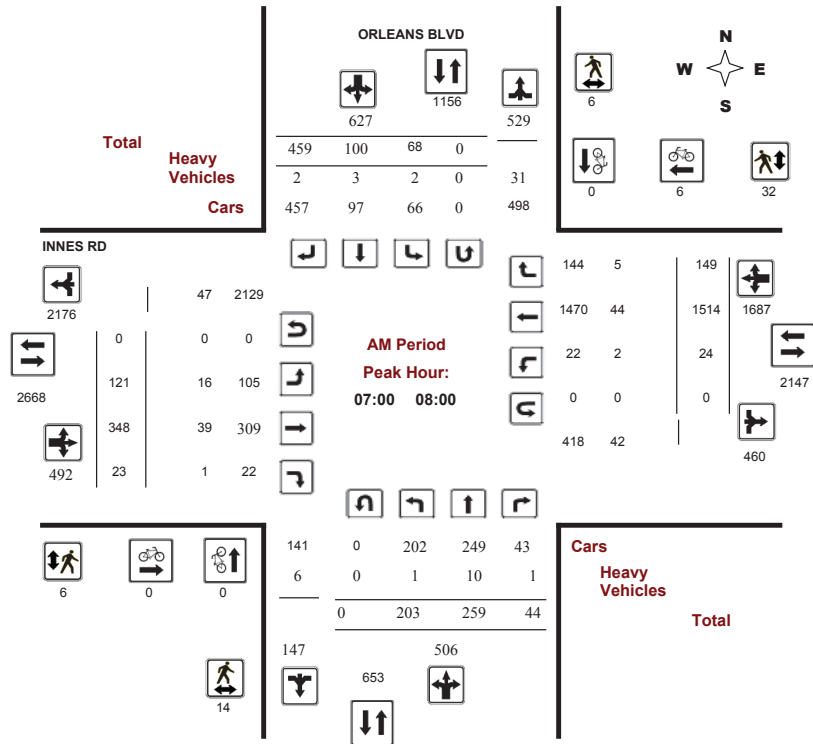 ORLEANS BLVD
N
W E
S
1156
6
627 529
Total 459 100 68 0
Heavy
Vehicles 2 3 2 0 31
Cars 457 97 66 0 498
0 6 32
INNES RD
144 5 149
2176 47 2129
1470 44 1514 1687
0 0 0
AM Period
22 2 24
Peak Hour:
2668 121 16 105
2147
07:00 08:00
0 0 0
348 39 309
418 42
460
492 23 1 22
141 0 202 249 43 Cars
6 0 1 10 1 Heavy
Vehicles
6 0 0
0 203 259 44 Total
147 506
653
14